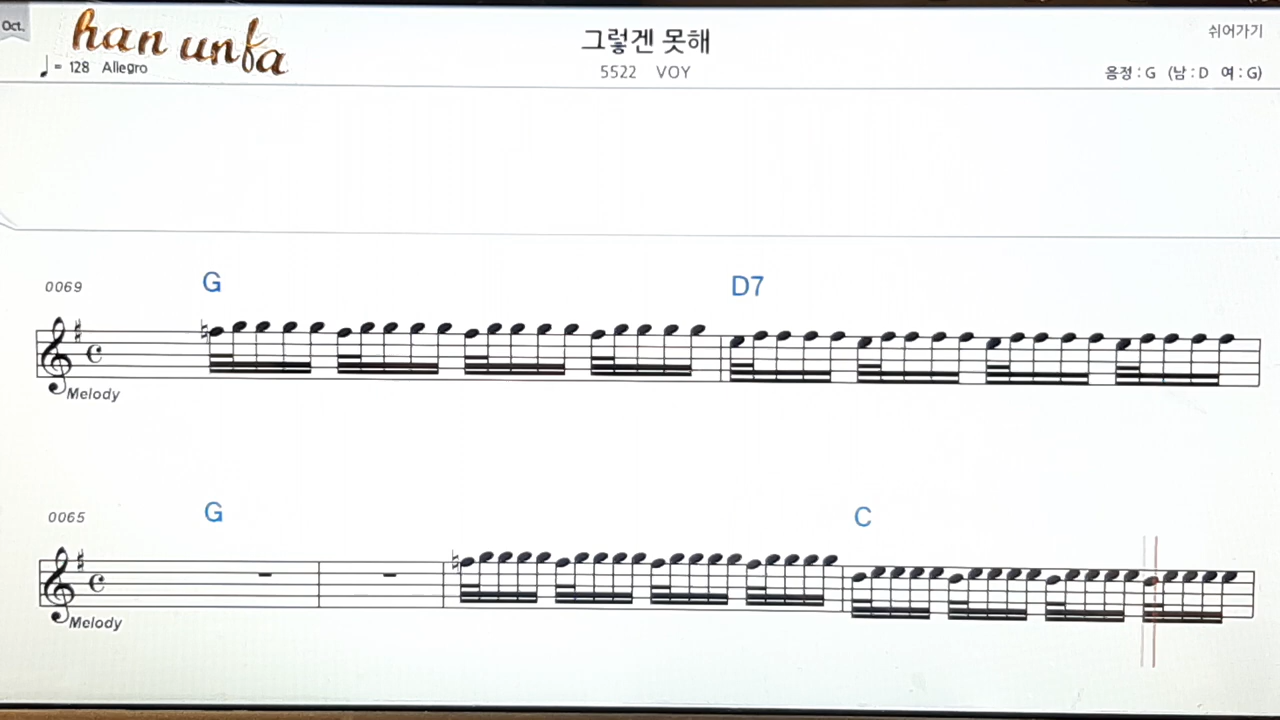 Oct.
han unfa
♩= 128 Allegro
그렇겐 못해
5522 VOY
쉬어가기
음정 : G (남 : D 여 : G)
0069
G
D7
Melody
0065
G
C
Melody